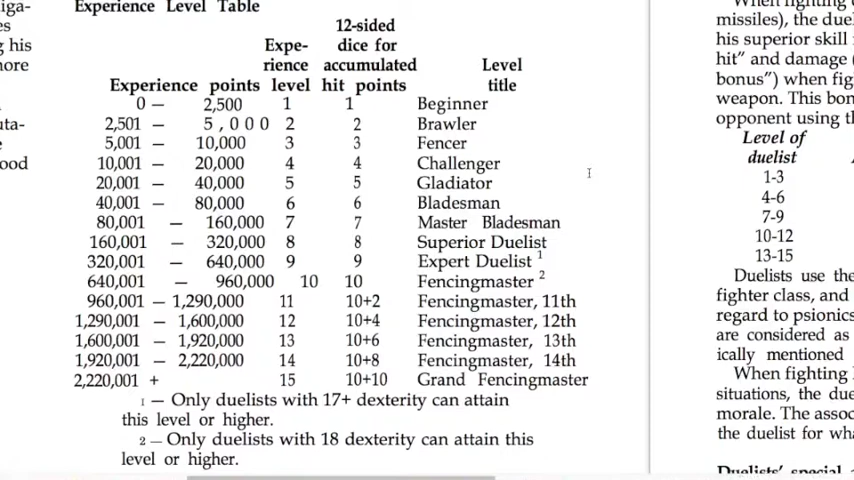 Experience Level Table
12-sided
Expe- dice for
rience accumulated Level
Experience points level hit points title
0 — 2,500 1 1 Beginner
2,501 — 5,000 2 2 Brawler
5,001 — 10,000 3 3 Fencer
10,001 — 20,000 4 4 Challenger
20,001 — 40,000 5 5 Gladiator
40,001 — 80,000 6 6 Bladesman
80,001 — 160,000 7 7 Master Bladesman
160,001 — 320,000 8 8 Superior Duelist
320,001 — 640,000 9 9 Expert Duelist 1
640,001 — 960,000 10 10 Fencingmaster 2
960,001 — 1,290,000 11 10+2 Fencingmaster, 11th
1,290,001 — 1,600,000 12 10+4 Fencingmaster, 12th
1,600,001 — 1,920,000 13 10+6 Fencingmaster, 13th
1,920,001 — 2,220,000 14 10+8 Fencingmaster, 14th
2,220,001 + 15 10+10 Grand Fencingmaster
1 — Only duelists with 17+ dexterity can attain
this level or higher.
2 — Only duelists with 18 dexterity can attain this
level or higher.
When fighting
missiles), the
his superior skill
hit" and damage
bonus") when
weapon. This
opponent using
Level of
duelist
1-3
4-6
7-9
10-12
13-15
Duelists use the
fighter class, and
regard to psionics
are considered as
ically mentioned
When fighting
situations, the
morale. The
the duelist for
Duelists' special